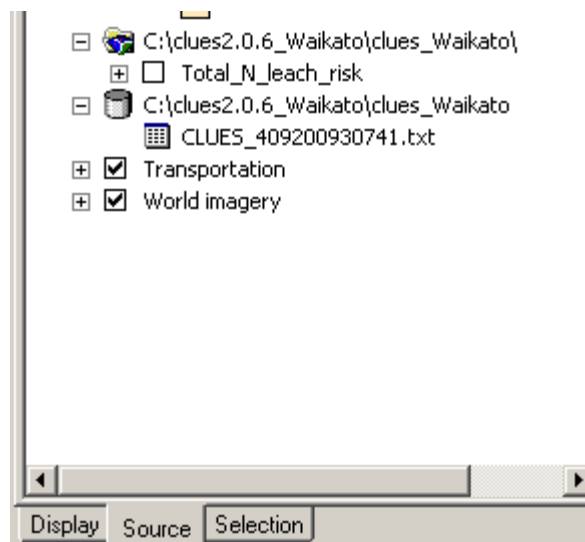 C:\clues2.0.6_Waikato\clues_Waikato\
Total_N_leach_risk
C:\clues2.0.6_Waikato\clues_Waikato
CLUES_409200930741.txt
Transportation
World imagery
Display Source Selection